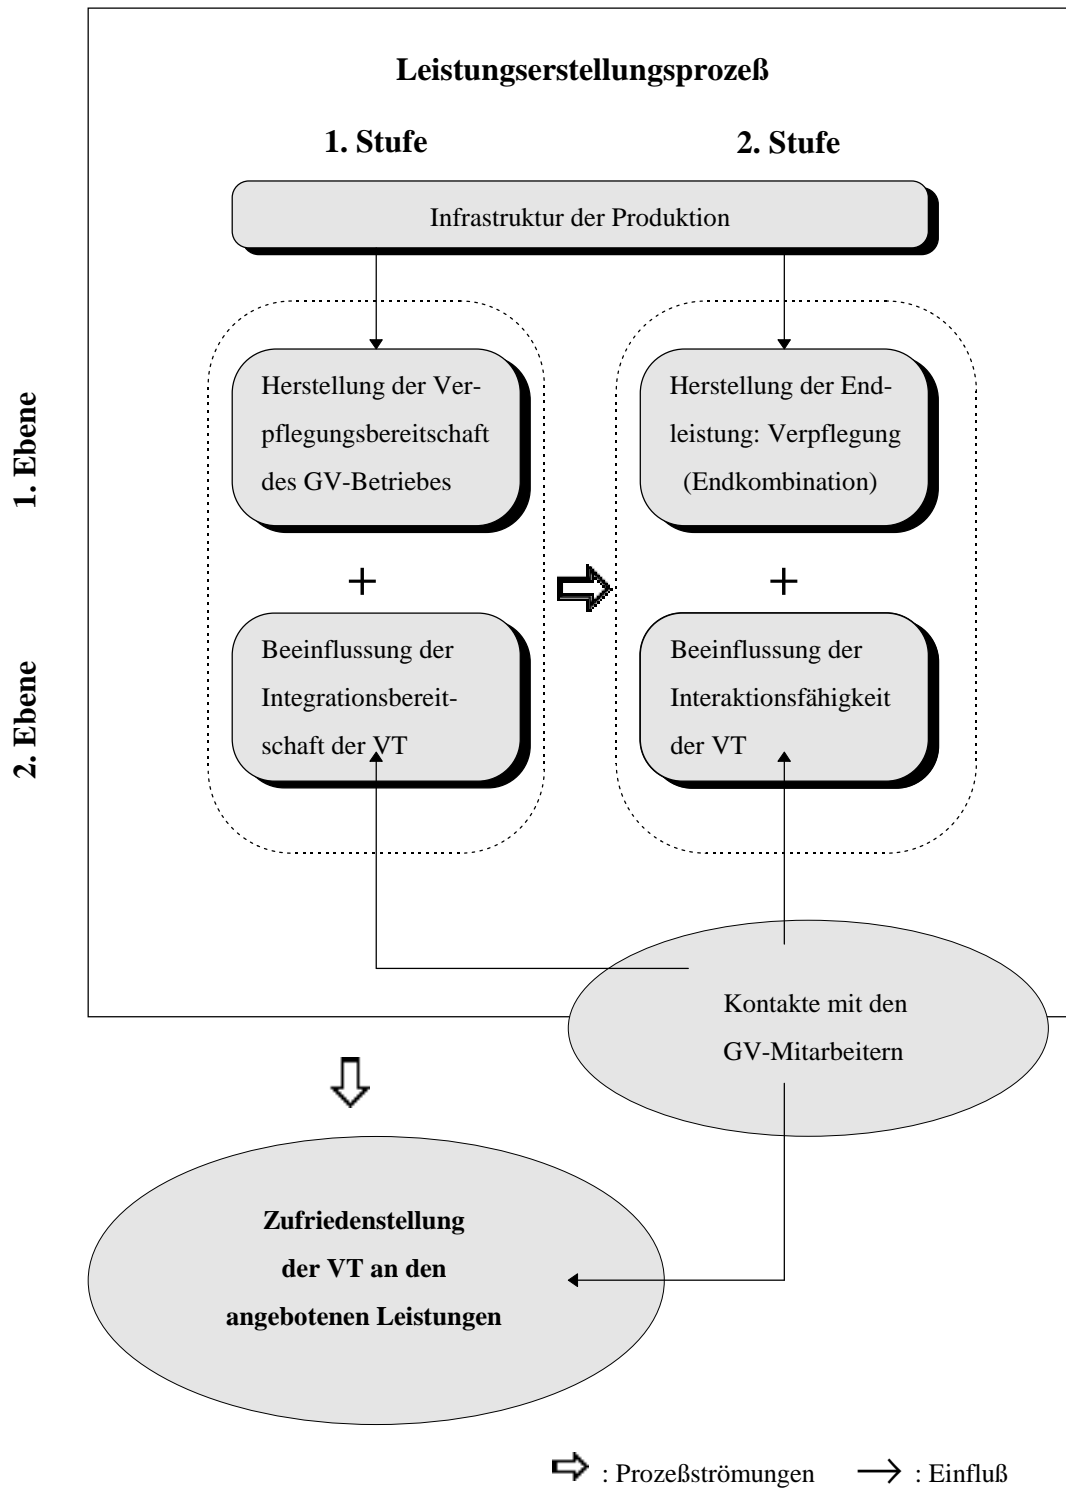 Leistungserstellungsprozeß
1. Stufe
2. Stufe
Infrastruktur der Produktion
1. Ebene
Herstellung der Ver-
pflegungsbereitschaft
des GV-Betriebes
Herstellung der End-
leistung: Verpflegung
(Endkombination)
+
+
2. Ebene
Beeinflussung der
Integrationsbereit-
schaft der VT
Beeinflussung der
Interaktionsfähigkeit
der VT
Kontakte mit den
GV-Mitarbeitern
Zufriedenstellung
der VT an den
angebotenen Leistungen
: Prozeßströmungen
: Einfluß